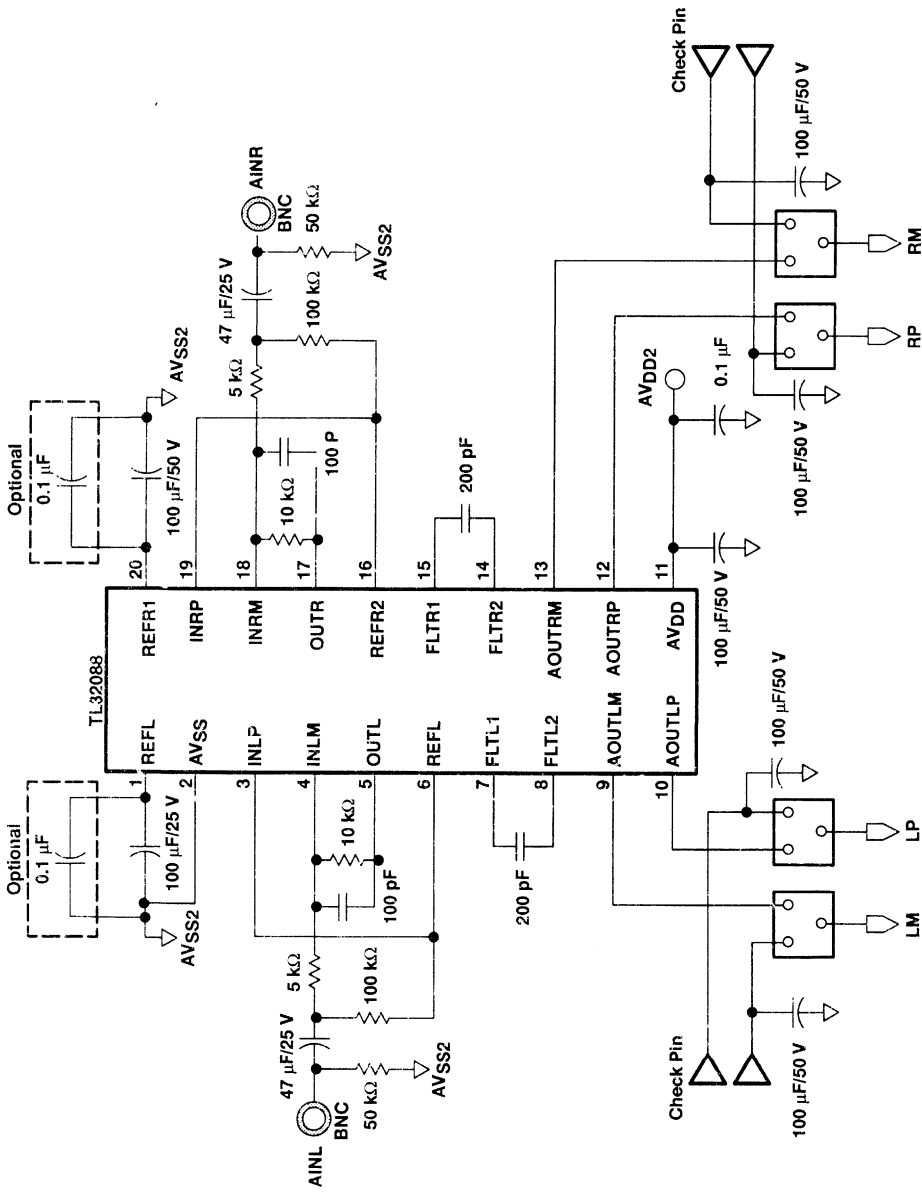 Optional
0.1 µF
100 µF/25 V
AVSS2
AINL
BNC
47 µF/25 V
50 kΩ
AVSS2
5 kΩ
100 kΩ
100 pF
10 kΩ
200 pF
1
2
3
4
5
6
7
8
9
10
TL32088
REFL
AVSS
INLP
INLM
OUTL
REFL
FLTL1
FLTL2
AOUTLM
AOUTLP
REFR1
INRP
INRM
OUTR
REFR2
FLTR1
FLTR2
AOUTRM
AOUTRP
AVDD
20
19
18
17
16
15
14
13
12
11
Optional
0.1 µF
100 µF/50 V
AVSS2
5 kΩ
47 µF/25 V
AINR
BNC
50 kΩ
100 kΩ
AVSS2
10 kΩ
100 P
200 pF
100 µF/50 V
AVDD2
0.1 µF
Check Pin
100 µF/50 V
LM
LP
100 µF/50 V
Check Pin
100 µF/50 V
100 µF/50 V
RP
RM